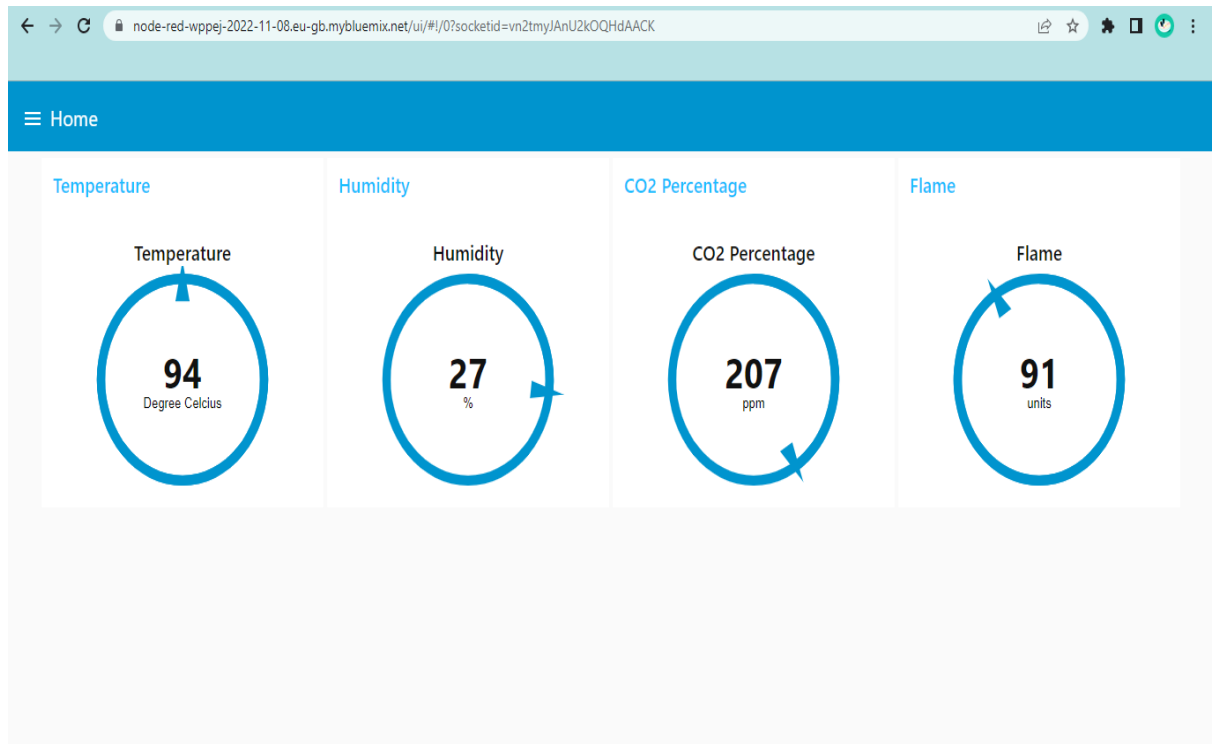 node-red-wppej-2022-11-08.eu-gb.mybluemix.net/ui/#!/0?socketid=vn2tmyJAnU2kOQHdAACK
Home
Temperature
Humidity
CO2 Percentage
Flame
Temperature
Humidity
CO2 Percentage
Flame
94
27
207
91
Degree Celcius
%
ppm
units